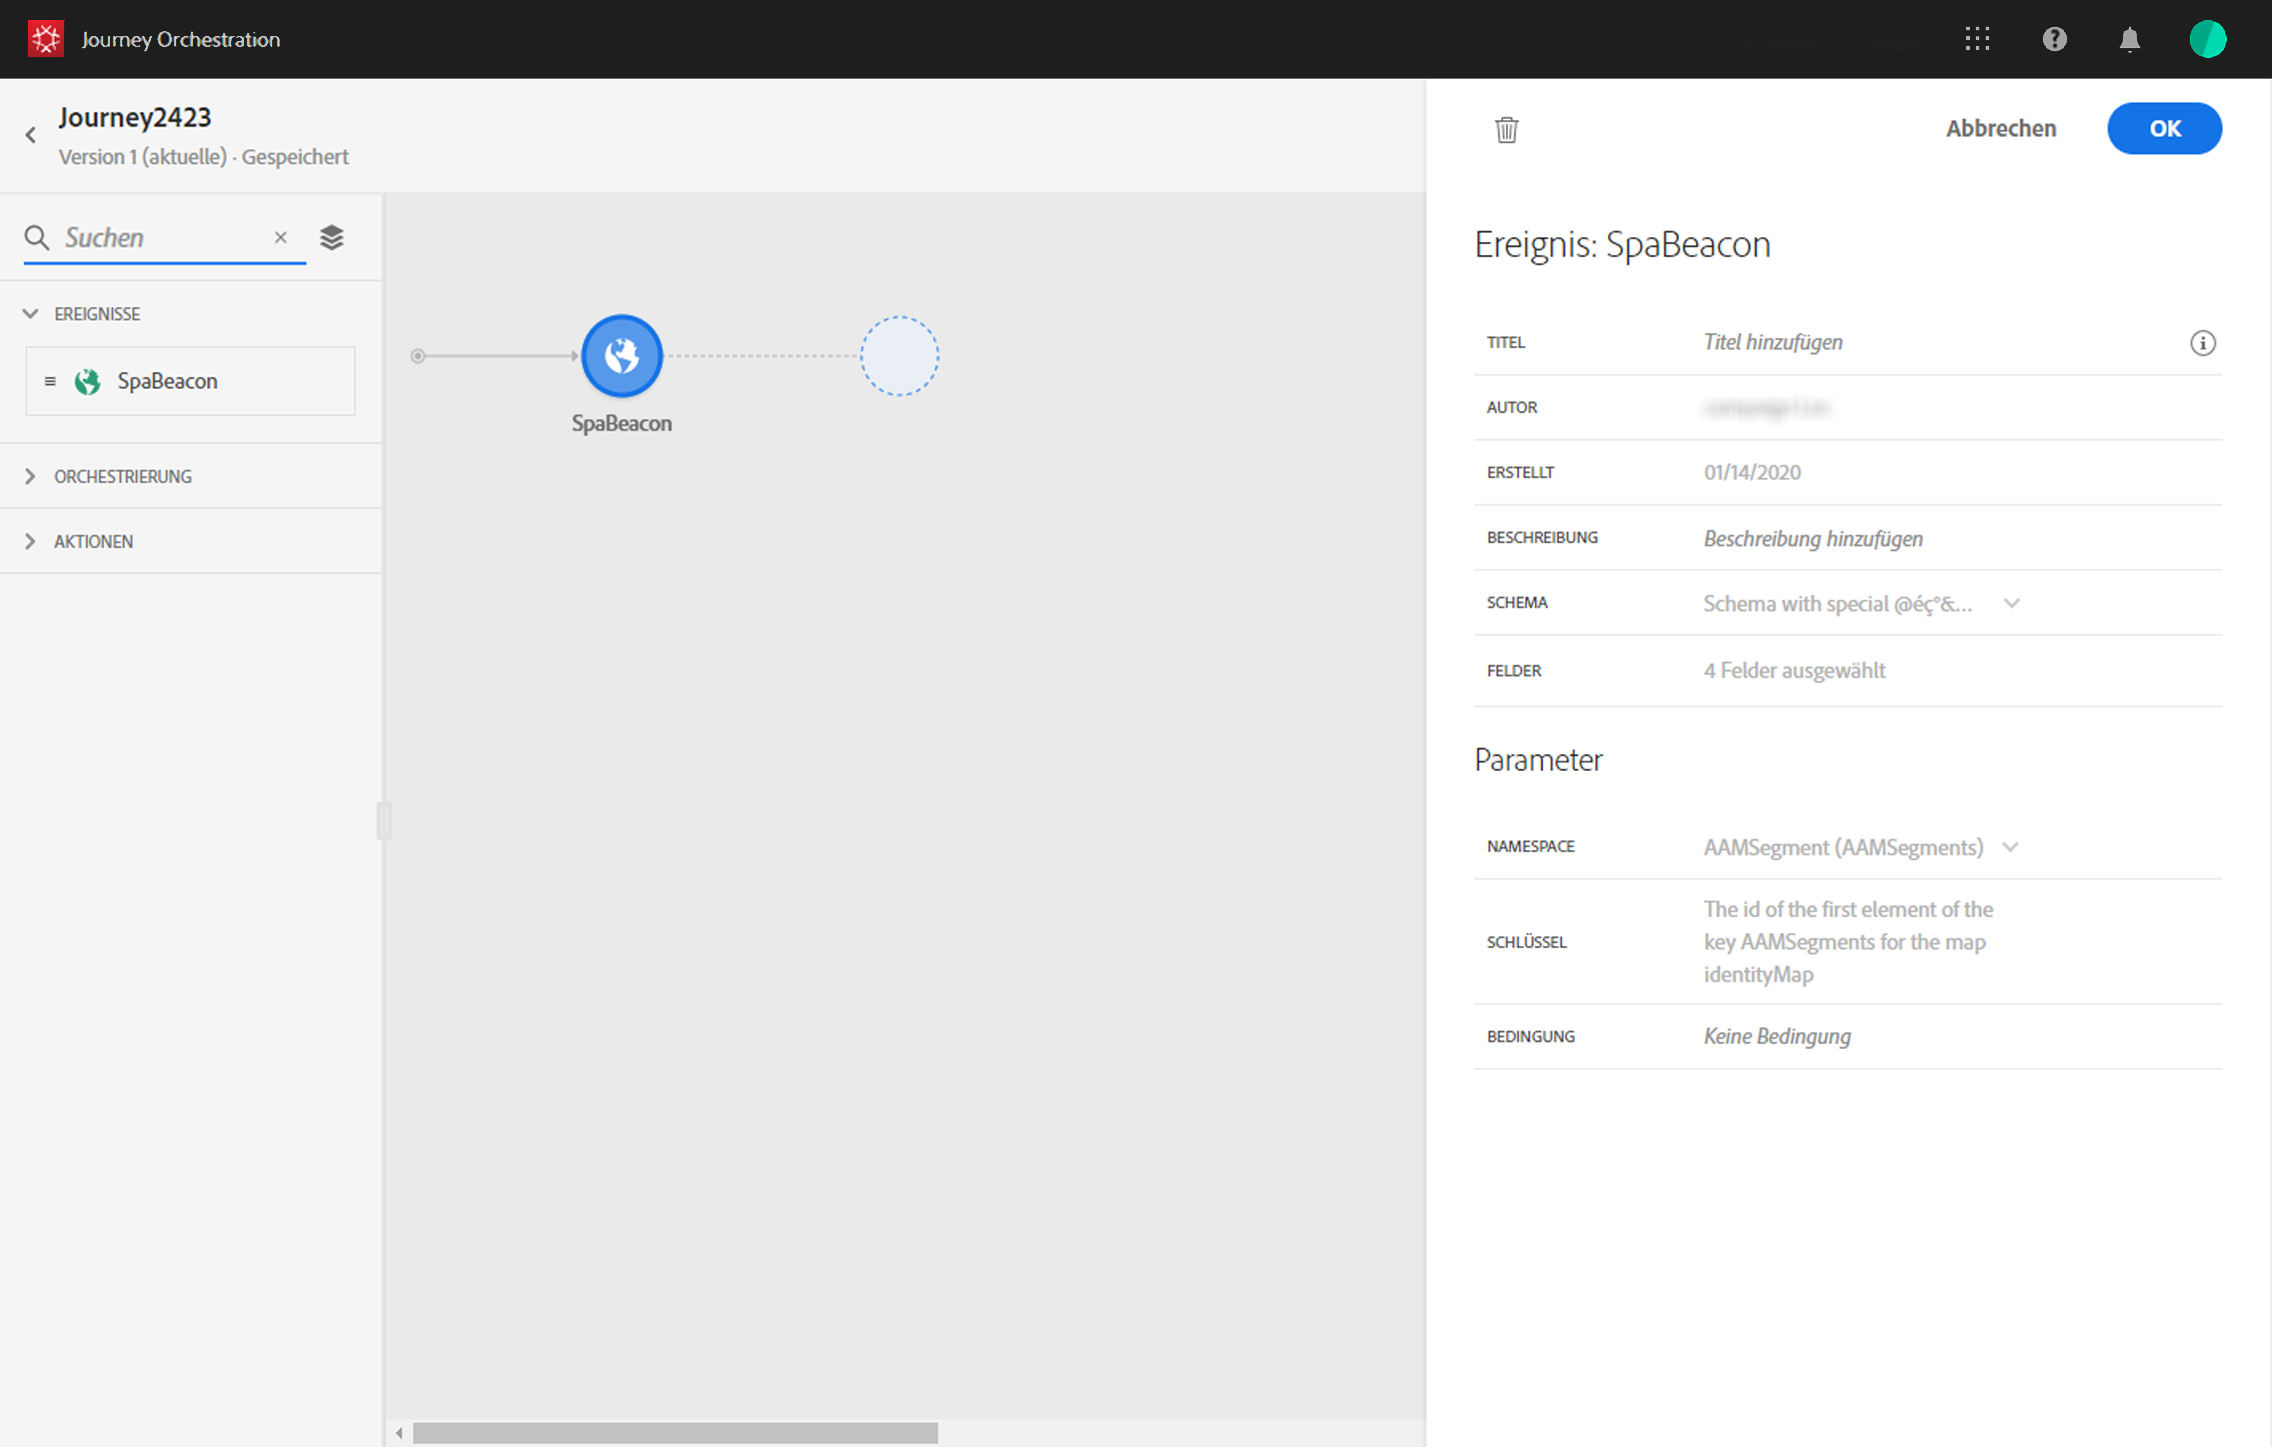 Journey Orchestration
Journey2423
Version 1 (aktuelle) · Gespeichert
Abbrechen
OK
Suchen
EREIGNISSE
SpaBeacon
ORCHESTRIERUNG
AKTIONEN
SpaBeacon
Ereignis: SpaBeacon
TITEL Titel hinzufügen
AUTOR
ERSTELLT 01/14/2020
BESCHREIBUNG Beschreibung hinzufügen
SCHEMA Schema with special @éç°&...
FELDER 4 Felder ausgewählt
Parameter
NAMESPACE AAMSegment (AAMSegments)
SCHLÜSSEL The id of the first element of the
key AAMSegments for the map
identityMap
BEDINGUNG Keine Bedingung